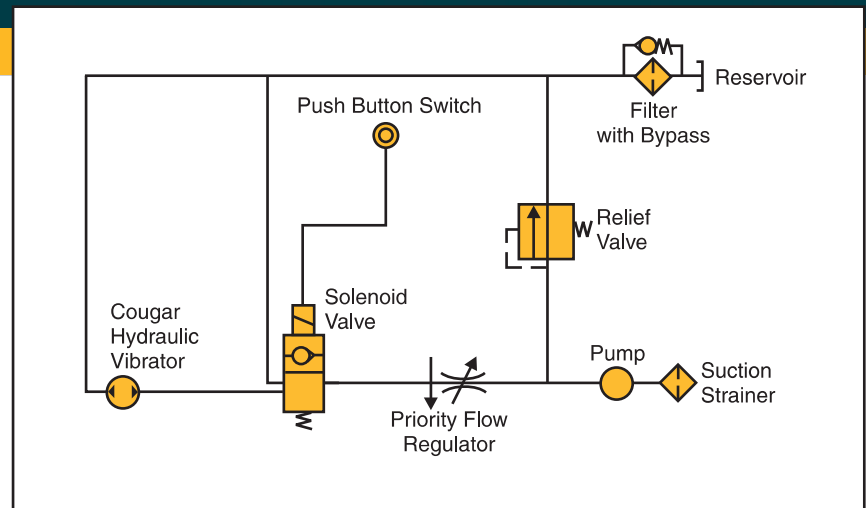 Reservoir
Filter
with Bypass
Push Button Switch
Relief
Valve
Solenoid
Valve
Cougar
Hydraulic
Vibrator
Pump
Suction
Strainer
Priority Flow
Regulator